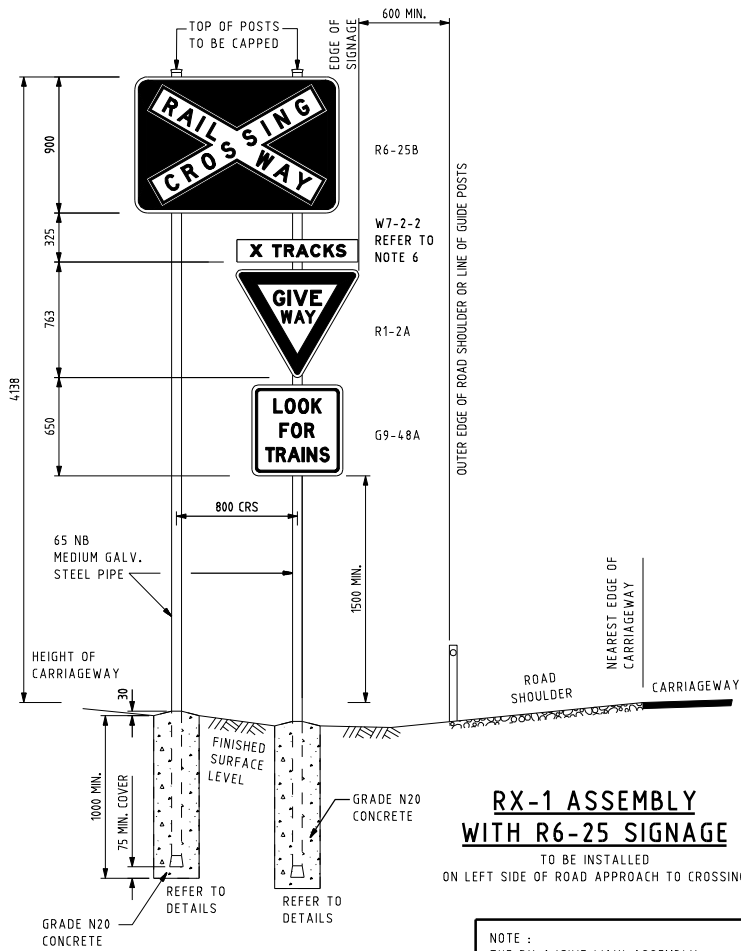 TOP OF POSTS
TO BE CAPPED
EDGE OF
SIGNAGE
600 MIN.
RAIL WAY
CROSSING
900
R6-25B
W7-2-2
REFER TO
NOTE 6
325
X TRACKS
GIVE
WAY
763
R1-2A
OUTER EDGE OF ROAD SHOULDER OR LINE OF GUIDE POSTS
4138
650
LOOK
FOR
TRAINS
G9-48A
800 CRS
65 NB
MEDIUM GALV.
STEEL PIPE
1500 MIN.
NEAREST EDGE OF
CARRIAGEWAY
HEIGHT OF
CARRIAGEWAY
30
ROAD
SHOULDER
CARRIAGEWAY
FINISHED
SURFACE
LEVEL
1000 MIN.
75 MIN. COVER
GRADE N20
CONCRETE
REFER TO
DETAILS
REFER TO
DETAILS
GRADE N20
CONCRETE
RX-1 ASSEMBLY
WITH R6-25 SIGNAGE
TO BE INSTALLED
ON LEFT SIDE OF ROAD APPROACH TO CROSSING
NOTE :